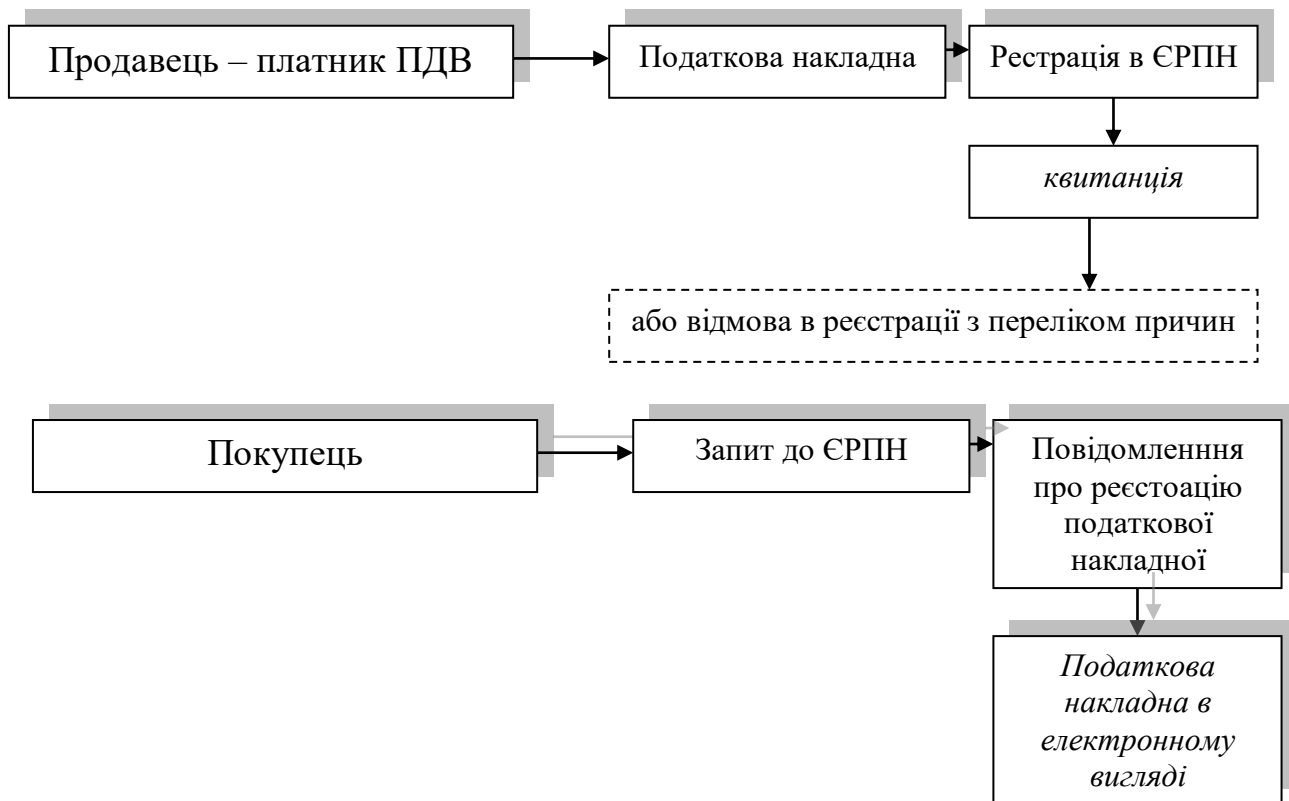 Продавець – платник ПДВ
Податкова накладна
Рестрація в ЄРПН
квитанція
або відмова в реєстрації з переліком причин
Покупець
Запит до ЄРПН
Повідомленння
про реєстоацію
податкової
накладної
Податкова
накладна в
електронному
вигляді